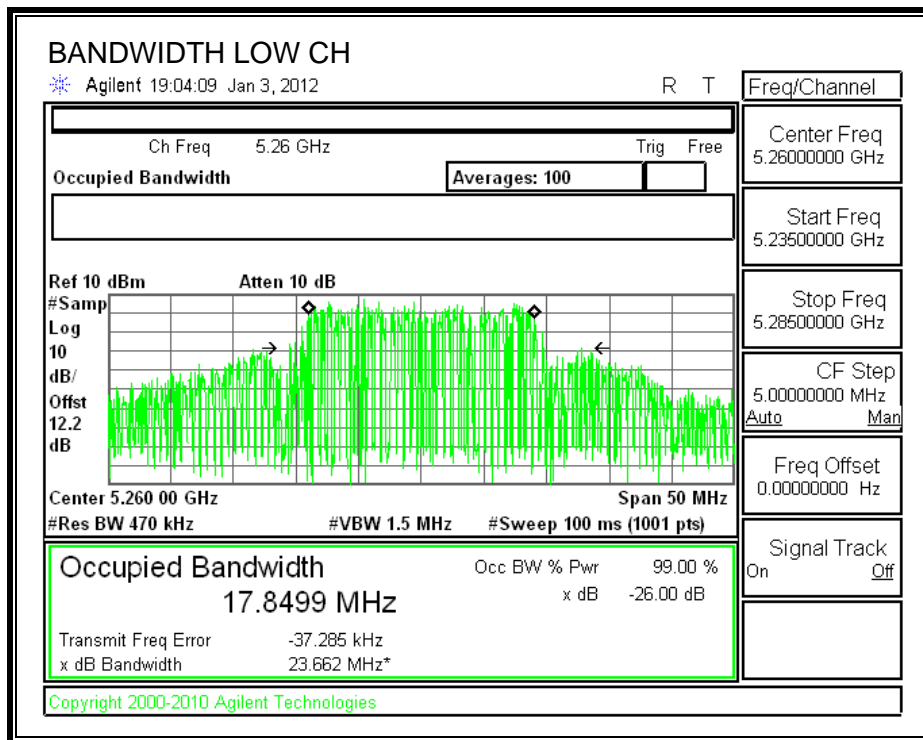 BANDWIDTH LOW CH
Agilent 19:04:09 Jan 3, 2012 R T
Freq/Channel
Ch Freq 5.26 GHz Trig Free
Occupied Bandwidth Averages: 100
Center Freq
5.26000000 GHz
Start Freq
5.23500000 GHz
Stop Freq
5.28500000 GHz
CF Step
5.00000000 MHz
Auto Man
Freq Offset
0.00000000 Hz
Signal Track
On Off
Ref 10 dBm Atten 10 dB
#Samp
Log
10
dB/
Offst
12.2
dB
Center 5.260 00 GHz Span 50 MHz
#Res BW 470 kHz #VBW 1.5 MHz #Sweep 100 ms (1001 pts)
Occupied Bandwidth Occ BW % Pwr 99.00 %
17.8499 MHz x dB -26.00 dB
Transmit Freq Error -37.285 kHz
x dB Bandwidth 23.662 MHz*
Copyright 2000-2010 Agilent Technologies